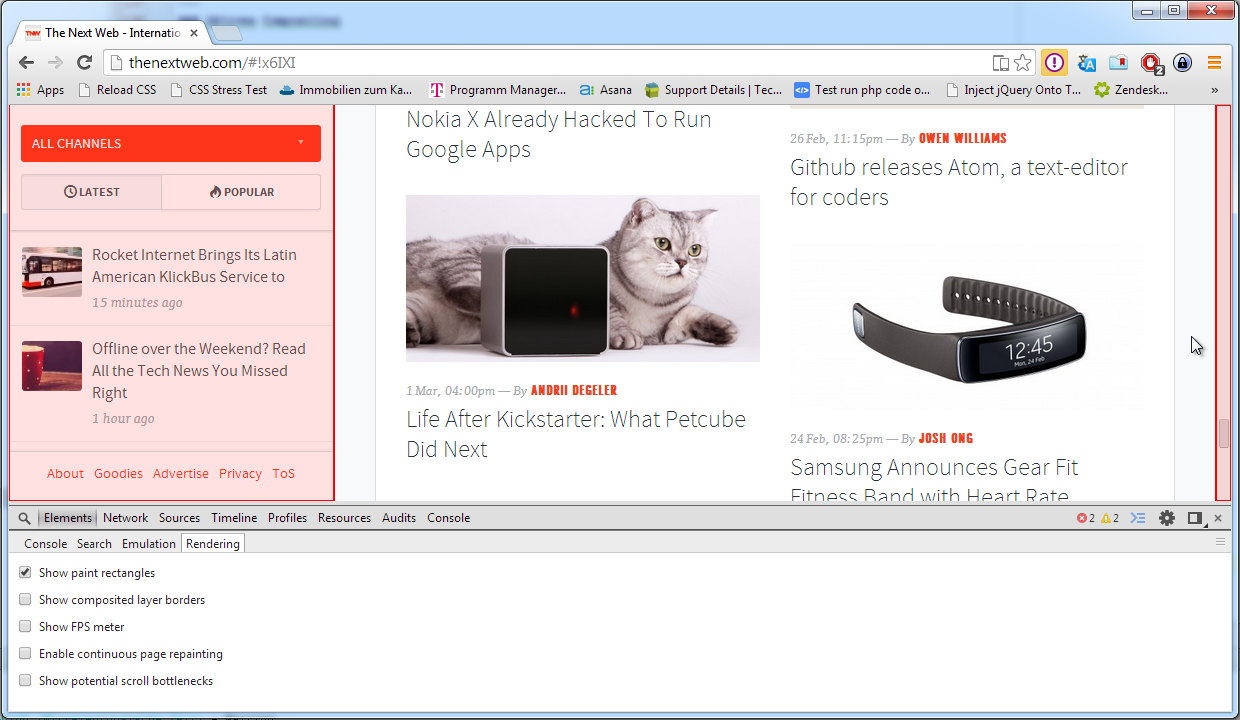 The Next Web - Internatio
thenextweb.com/#!x6IXI
2
Apps
Reload CSS
CSS Stress Test
Immobilien zum Ka...
Programm Manager...
Asana
Support Details | Tec...
Test run php code o...
Inject jQuery Onto T...
Zendesk...
»
ALL CHANNELS
LATEST
POPULAR
Rocket Internet Brings Its Latin
American KlickBus Service to
15 minutes ago
Offline over the Weekend? Read
All the Tech News You Missed
Right
1 hour ago
About Goodies Advertise Privacy ToS
Nokia X Already Hacked To Run
Google Apps
1 Mar, 04:00pm — By ANDRII DEGELER
Life After Kickstarter: What Petcube
Did Next
26 Feb, 11:15pm — By OWEN WILLIAMS
Github releases Atom, a text-editor
for coders
12:45
Mon, 24 Feb
24 Feb, 08:25pm — By JOSH ONG
Samsung Announces Gear Fit
Fitness Band with Heart Rate
Elements Network Sources Timeline Profiles Resources Audits Console
2 2
Console Search Emulation Rendering
Show paint rectangles
Show composited layer borders
Show FPS meter
Enable continuous page repainting
Show potential scroll bottlenecks